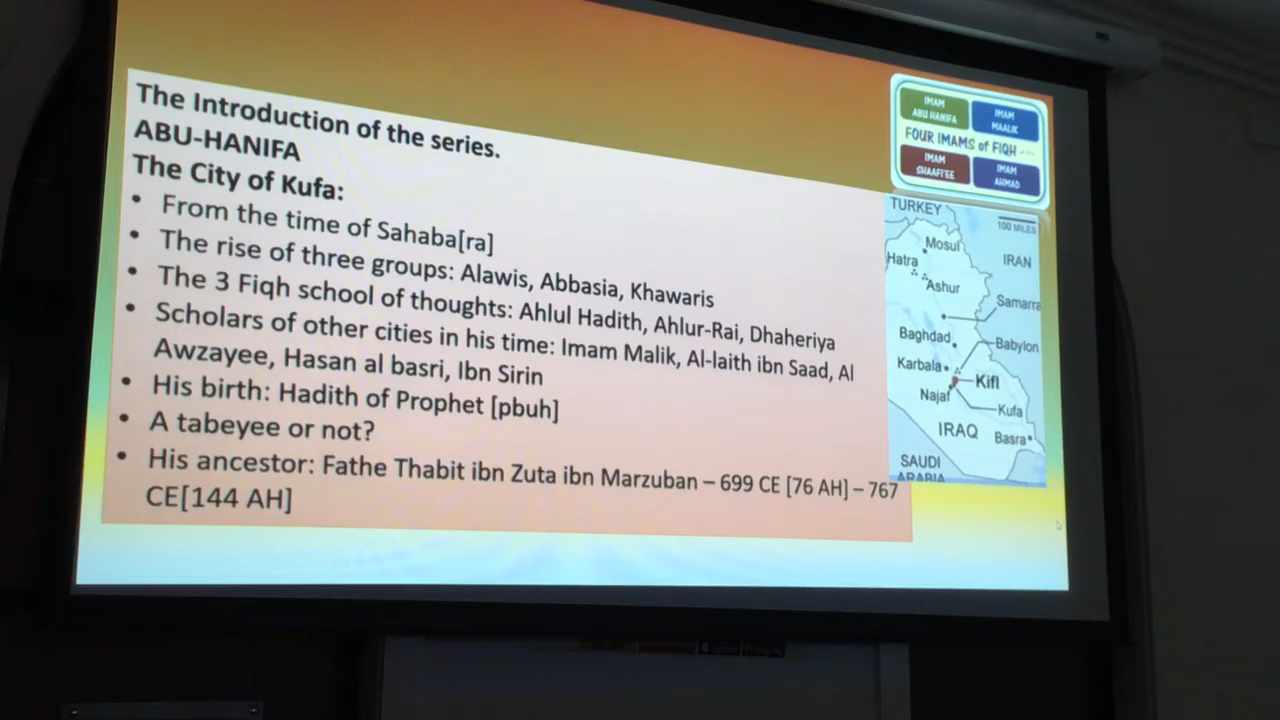 The Introduction of the series.
ABU-HANIFA
The City of Kufa:
• From the time of Sahaba[ra]
• The rise of three groups: Alawis, Abbasia, Khawaris
• The 3 Fiqh school of thoughts: Ahlul Hadith, Ahlur-Rai, Dhaheriya
• Scholars of other cities in his time: Imam Malik, Al-laith ibn Saad, Al
Awzayee, Hasan al basri, Ibn Sirin
• His birth: Hadith of Prophet [pbuh]
• A tabeyee or not?
• His ancestor: Fathe Thabit ibn Zuta ibn Marzuban – 699 CE [76 AH] – 767
CE[144 AH]
IMAM
ABU HANIFA
IMAM
MAALIK
FOUR IMAMS of FIQH
IMAM
SHAAFI'EE
IMAM
AHMAD
TURKEY
100 MILES
Mosul
Hatra
IRAN
Ashur
Samarra
Baghdad
Babylon
Karbala
Kifl
Najaf
Kufa
IRAQ
Basra
SAUDI
ARABIA